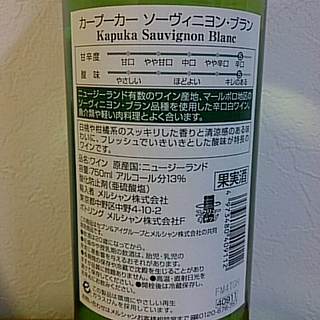 カープーカー ソーヴィニヨン・ブラン
Kapuka Sauvignon Blanc
甘辛度
甘口 やや甘口 中口 やや辛口 辛口
酸味
やさしい ほどよい キレのある
ニュージーランド有数のワイン産地、マールボロ地区の
ソーヴィニヨン・ブラン品種を使用した辛口白ワイン。
魚介類や軽い肉料理とよく合います。
白桃や柑橘系のスッキリした香りと清涼感のある味
わいに、フレッシュでいきいきとした酸味が特長の
ワインです。
品名:ワイン 原産国:ニュージーランド
容量:750ml アルコール分13%
酸化防止剤(亜硫酸塩)
輸入者 メルシャン株式会社
東京都中野区中野4-10-2
ボトリング メルシャン株式会社F
果実酒
FM41GH
40911